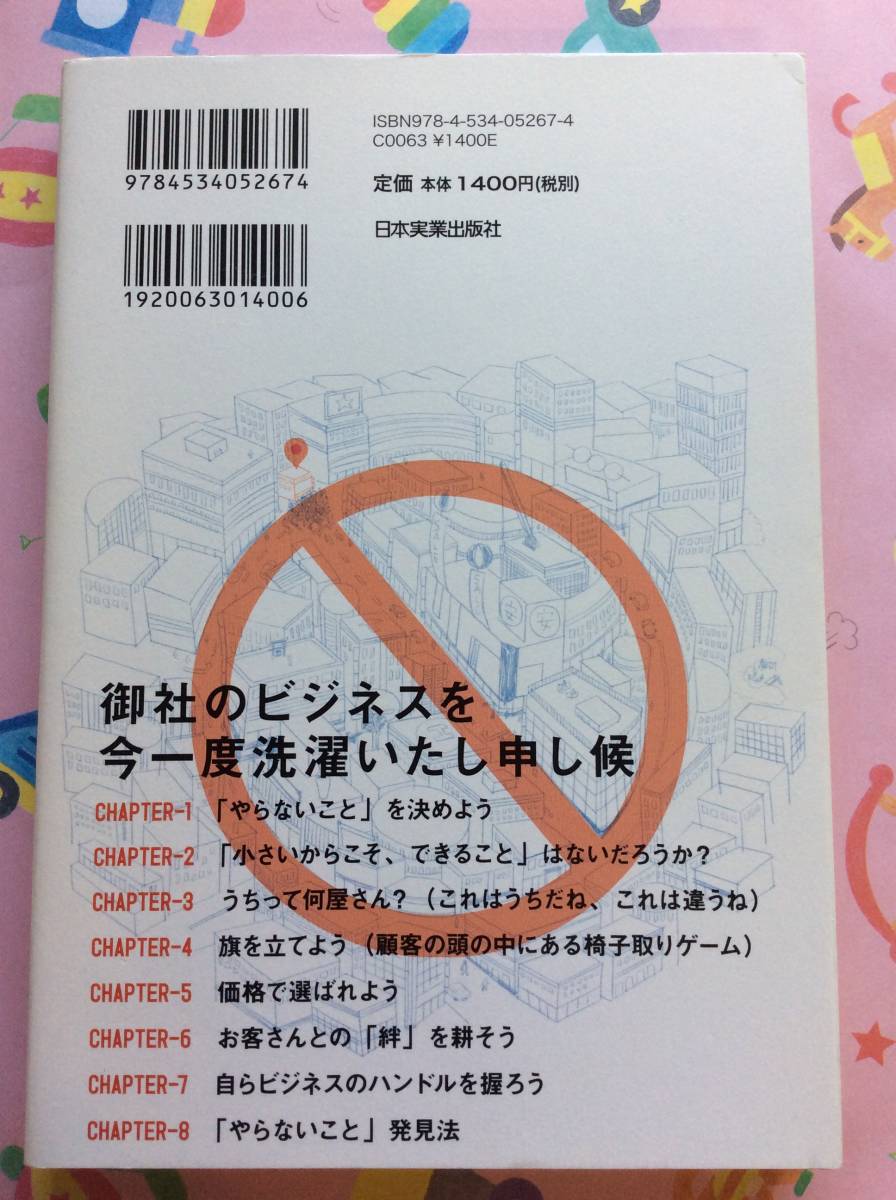 ISBN978-4-534-05267-4
C0063 ¥1400E
9784534052674
定価 本体1400円(税別)
日本実業出版社
1920063014006
御社のビジネスを
今一度洗濯いたし申し候
CHAPTER-1 「やらないこと」を決めよう
CHAPTER-2 「小さいからこそ、できること」はないだろうか？
CHAPTER-3 うちって何屋さん？（これはうちだね、これは違うね）
CHAPTER-4 旗を立てよう（顧客の頭の中にある椅子取りゲーム）
CHAPTER-5 価格で選ばれよう
CHAPTER-6 お客さんとの「絆」を耕そう
CHAPTER-7 自らビジネスのハンドルを握ろう
CHAPTER-8 「やらないこと」発見法